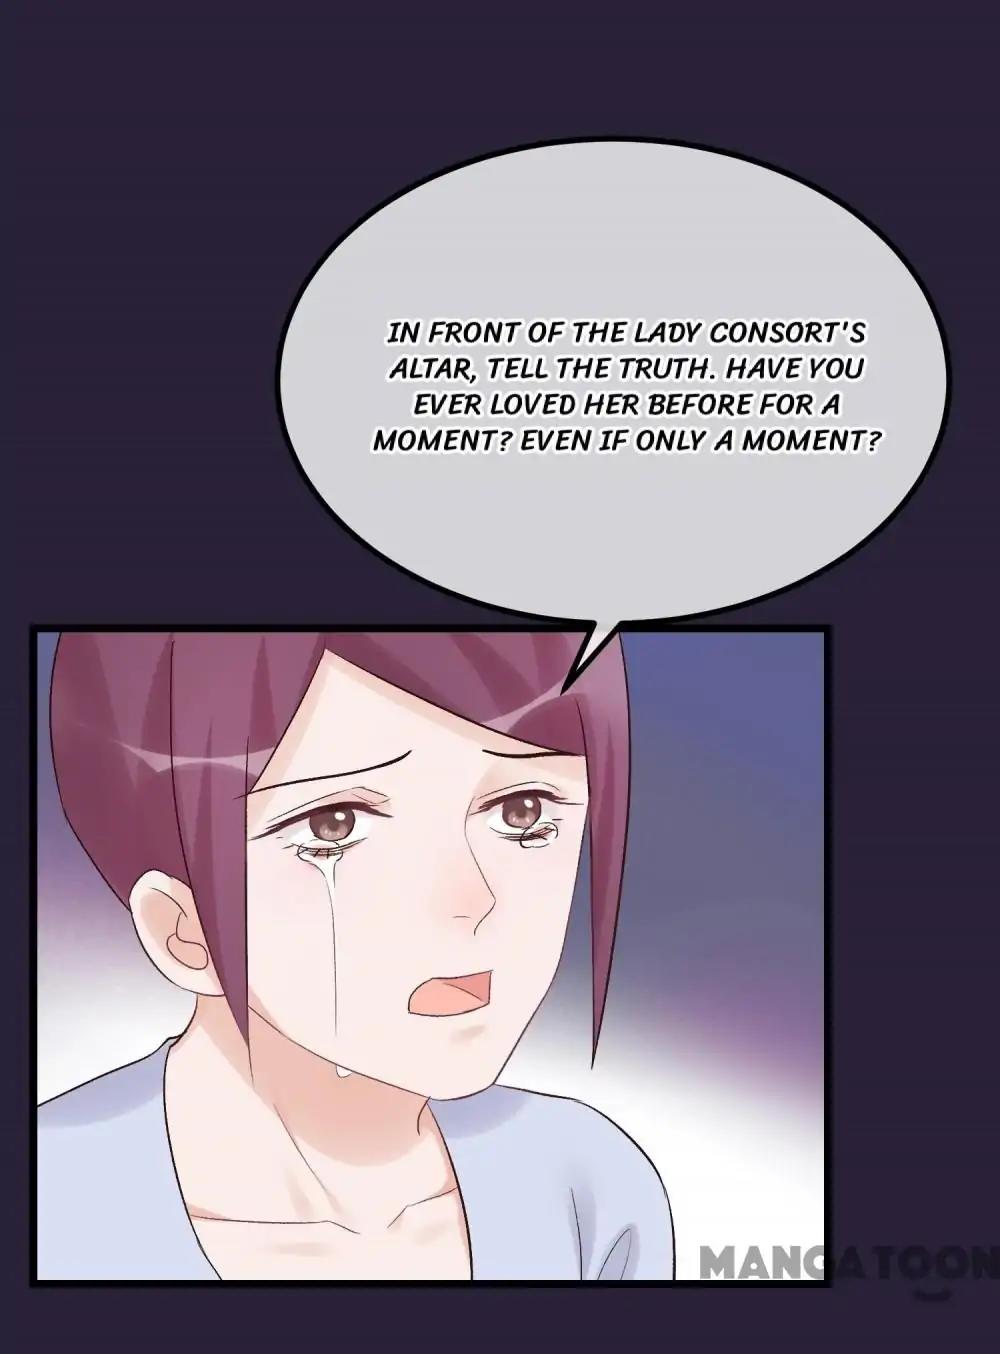 IN FRONT OF THE LADY CONSORT'S
ALTAR, TELL THE TRUTH. HAVE YOU
EVER LOVED HER BEFORE FOR A
MOMENT? EVEN IF ONLY A MOMENT?
MANGATOON